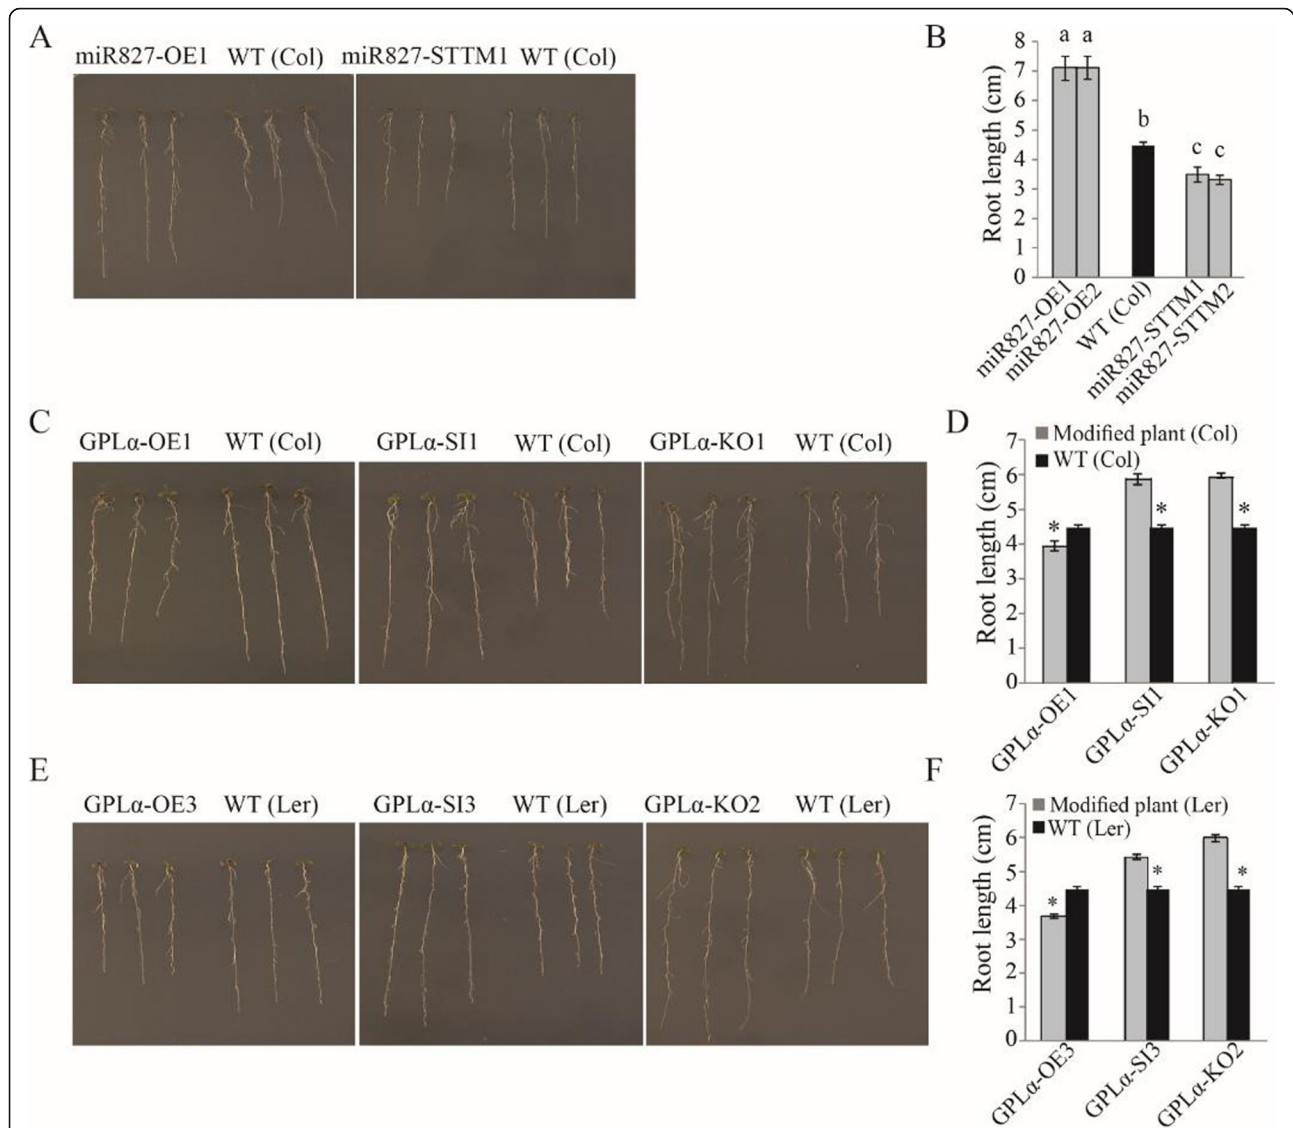 A
miR827-OE1 WT (Col) miR827-STTM1 WT (Col)
B
Root length (cm)
8
7
6
5
4
3
2
1
0
a a
b
c c
miR827-OE1
miR827-OE2
WT (Col)
miR827-STTM1
miR827-STTM2
C
GPLα-OE1 WT (Col) GPLα-SI1 WT (Col) GPLα-KO1 WT (Col)
D
Modified plant (Col)
WT (Col)
Root length (cm)
7
6
5
4
3
2
1
0
* * *
GPLα-OE1
GPLα-SI1
GPLα-KO1
E
GPLα-OE3 WT (Ler) GPLα-SI3 WT (Ler) GPLα-KO2 WT (Ler)
F
Modified plant (Ler)
WT (Ler)
Root length (cm)
7
6
5
4
3
2
1
0
* * *
GPLα-OE3
GPLα-SI3
GPLα-KO2